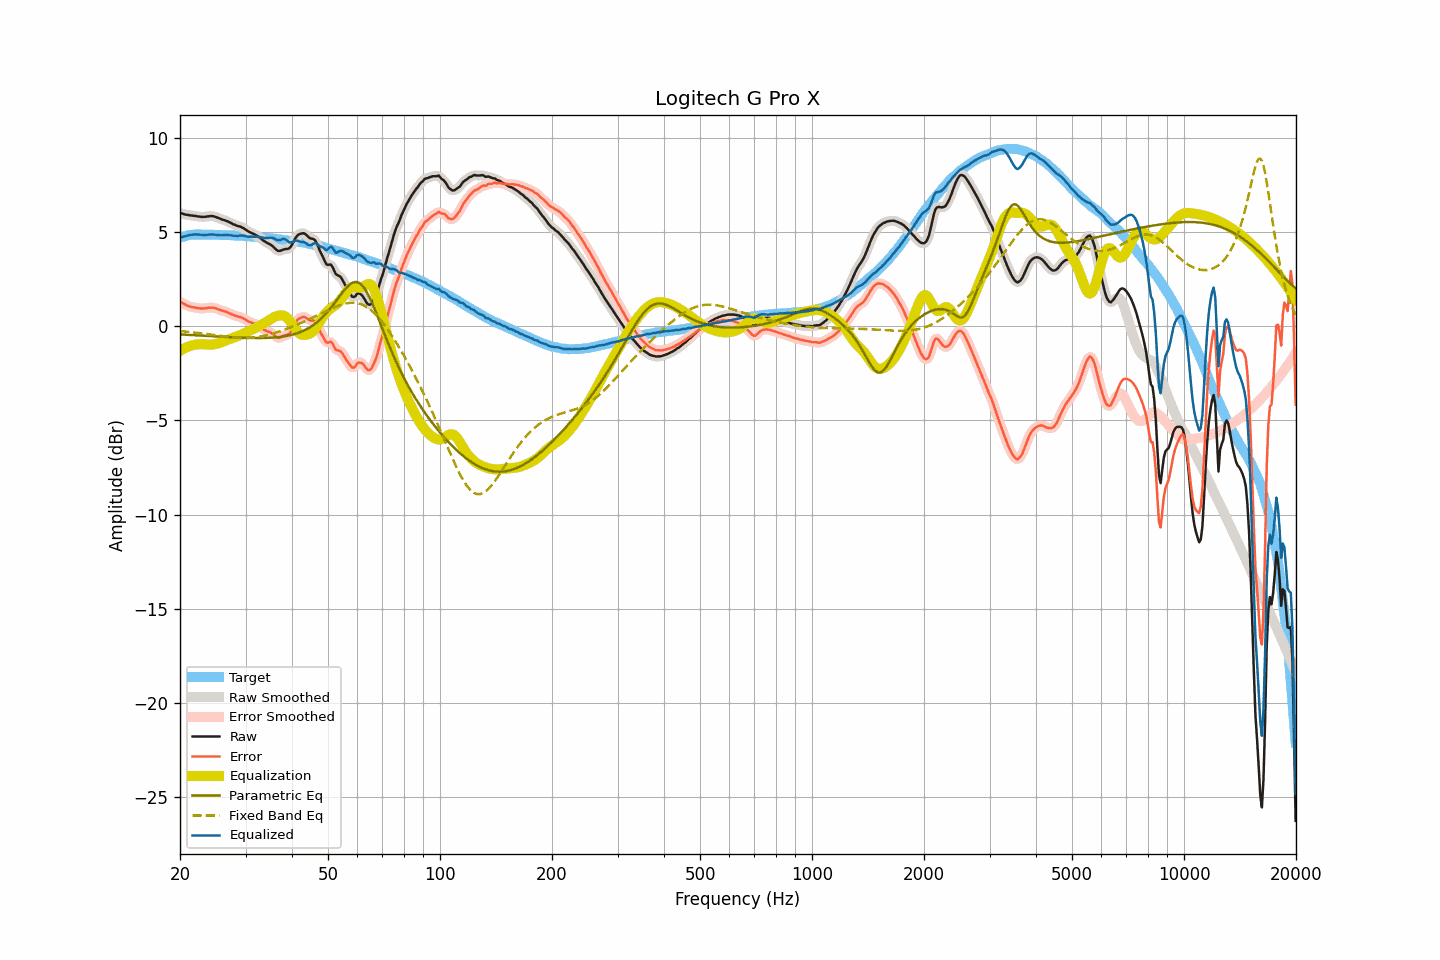 Logitech G Pro X
Amplitude (dBr)
10
5
0
−5
−10
−15
−20
−25
Target
Raw Smoothed
Error Smoothed
Raw
Error
Equalization
Parametric Eq
Fixed Band Eq
Equalized
20 50 100 200 500 1000 2000 5000 10000 20000
Frequency (Hz)